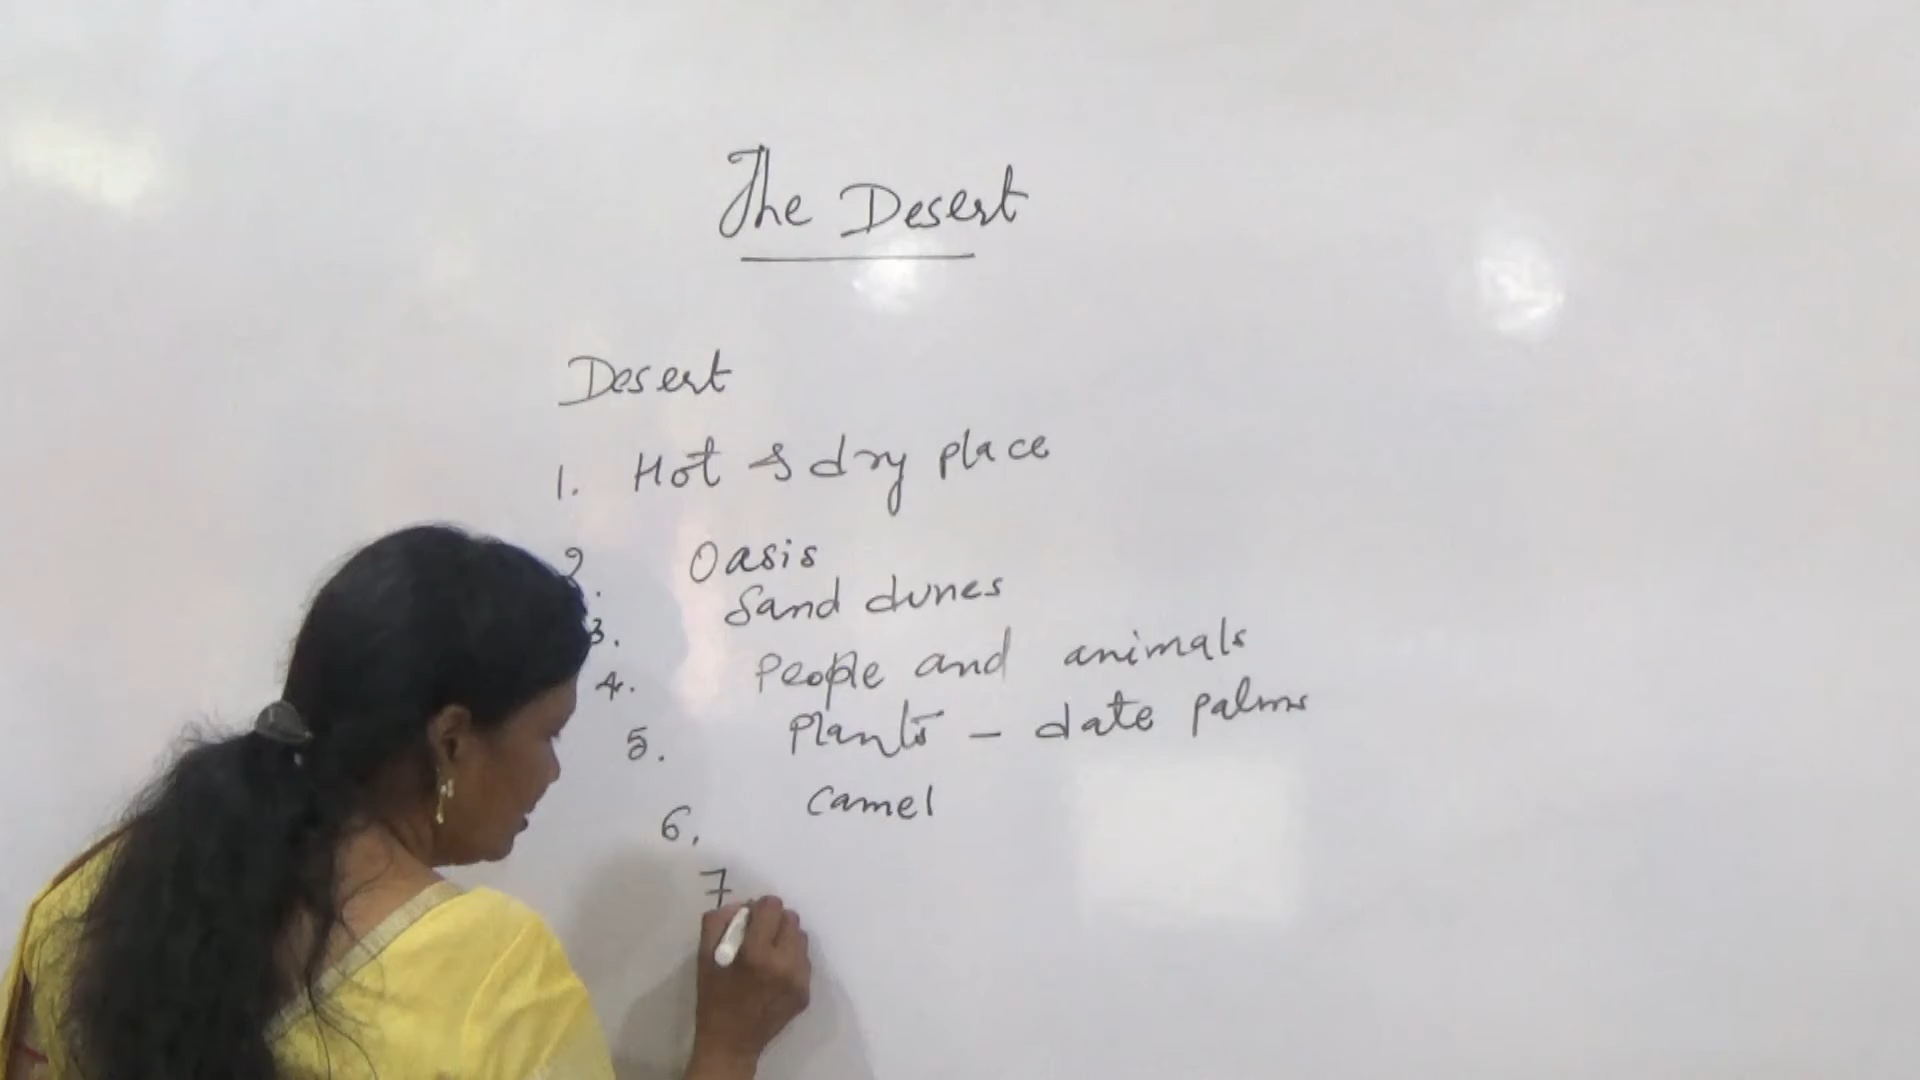 The Desert
Desert
1. Hot & dry place
2. Oasis
3. Sand dunes
4. People and animals
5. Plants - date palms
6. Camel
7